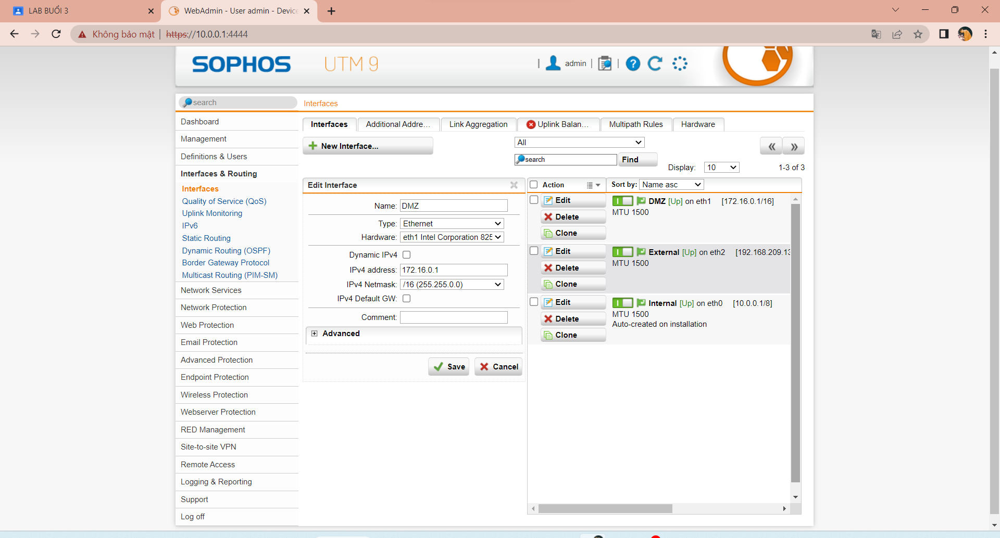 LAB BUỔI 3
WebAdmin - User admin - Device
Không bảo mật | https://10.0.0.1:4444
SOPHOS UTM 9
| admin | | ?
search
Interfaces
Dashboard
Management
Definitions & Users
Interfaces & Routing
Interfaces
Quality of Service (QoS)
Uplink Monitoring
IPv6
Static Routing
Dynamic Routing (OSPF)
Border Gateway Protocol
Multicast Routing (PIM-SM)
Network Services
Network Protection
Web Protection
Email Protection
Advanced Protection
Endpoint Protection
Wireless Protection
Webserver Protection
RED Management
Site-to-site VPN
Remote Access
Logging & Reporting
Support
Log off
Interfaces Additional Addre... Link Aggregation Uplink Balan... Multipath Rules Hardware
New Interface...
All
search Find
Display: 10 1-3 of 3
Edit Interface
Name: DMZ
Type: Ethernet
Hardware: eth1 Intel Corporation 825
Dynamic IPv4
IPv4 address: 172.16.0.1
IPv4 Netmask: /16 (255.255.0.0)
IPv4 Default GW:
Comment:
Advanced
Save Cancel
Action Sort by: Name asc
Edit DMZ [Up] on eth1 [172.16.0.1/16]
MTU 1500
Delete
Clone
Edit External [Up] on eth2 [192.168.209.13
MTU 1500
Delete
Clone
Edit Internal [Up] on eth0 [10.0.0.1/8]
MTU 1500
Delete Auto-created on installation
Clone